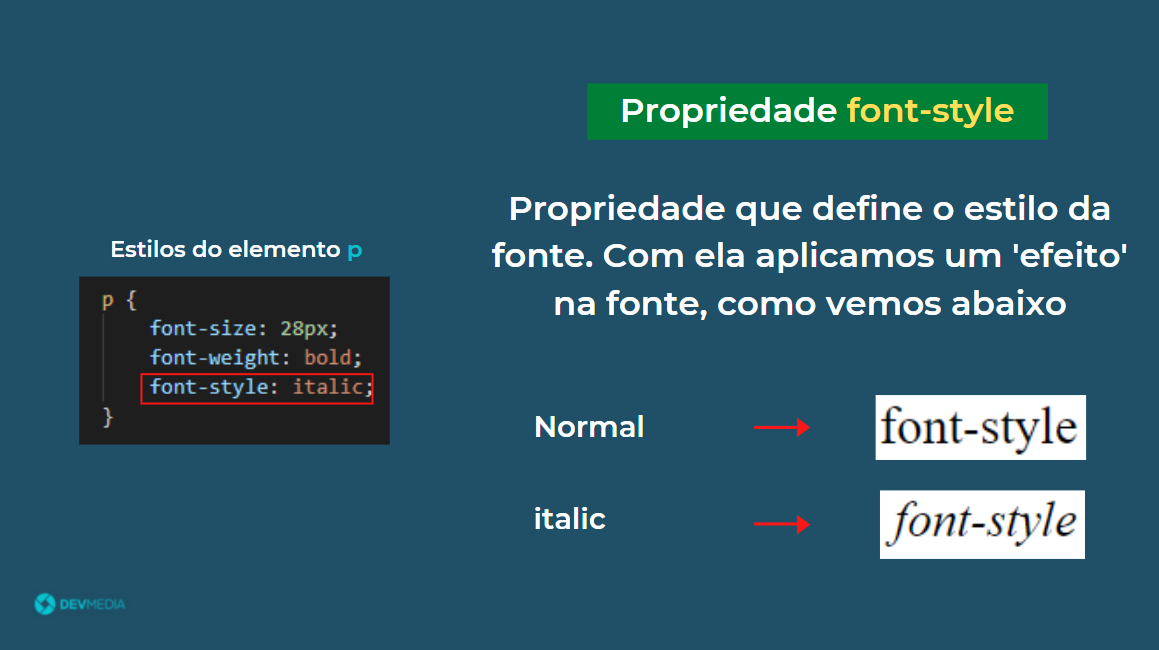 Propriedade font-style
Propriedade que define o estilo da
fonte. Com ela aplicamos um 'efeito'
na fonte, como vemos abaixo
Estilos do elemento p
p {
font-size: 28px;
font-weight: bold;
font-style: italic;
}
Normal
font-style
italic
font-style
DEVMEDIA